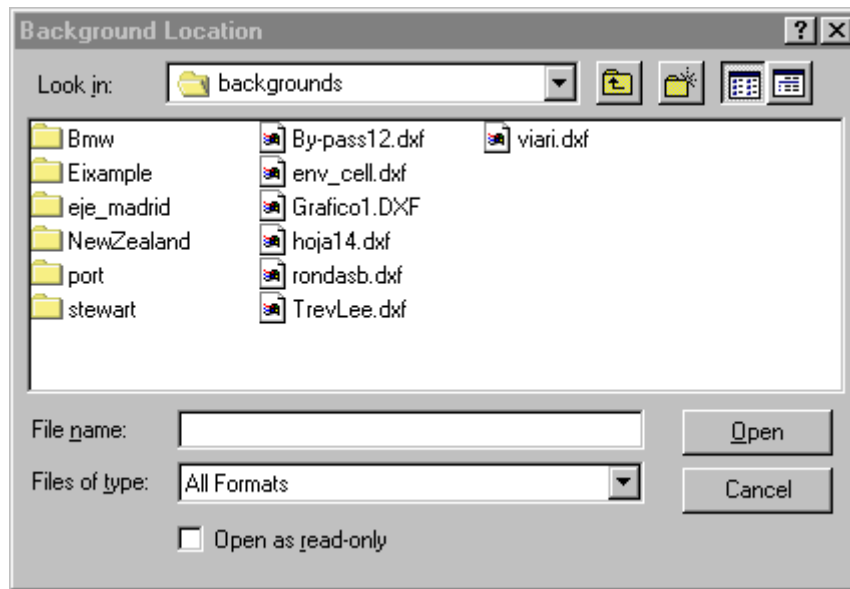 Background Location
Look in: backgrounds
Bmw By-pass12.dxf viari.dxf
Eixample env_cell.dxf
eje_madrid Grafico1.DXF
NewZealand hoja14.dxf
port rondasb.dxf
stewart TrevLee.dxf
File name: Open
Files of type: All Formats Cancel
Open as read-only